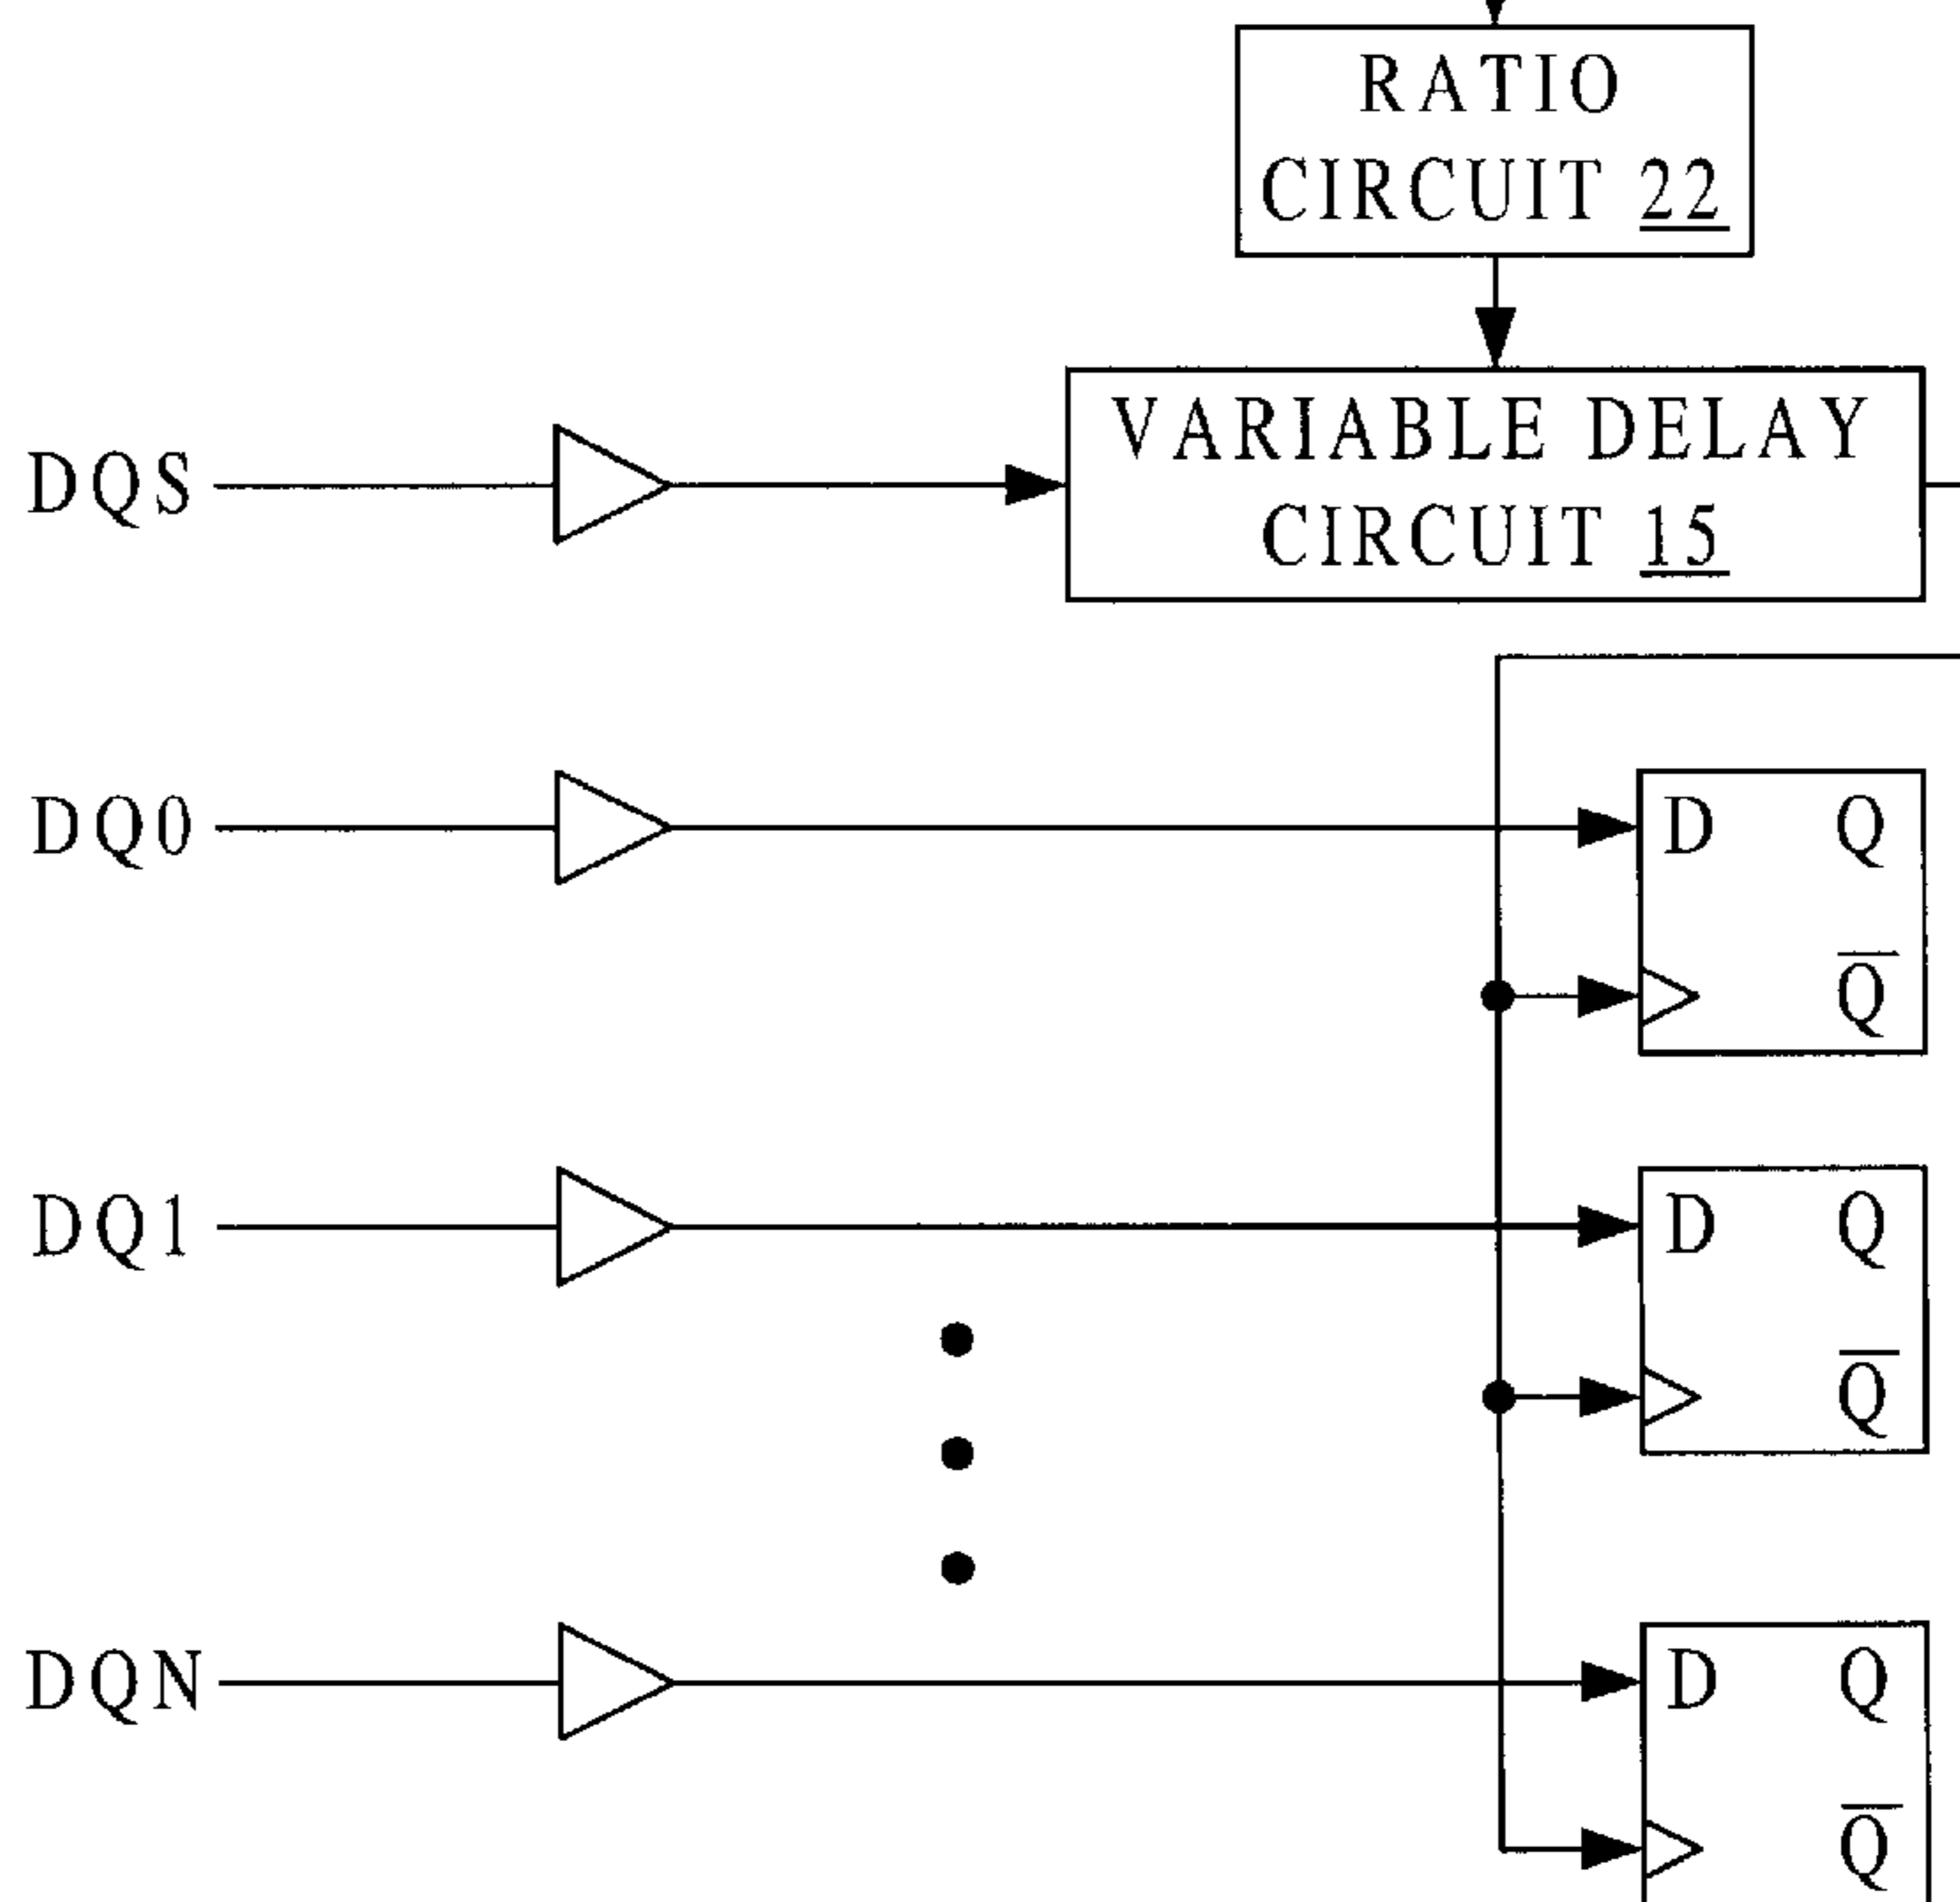 RATIO
CIRCUIT 22
VARIABLE DELAY
CIRCUIT 15
DQS
DQ0
D Q
Q̅
DQ1
D Q
Q̅
DQN
D Q
Q̅